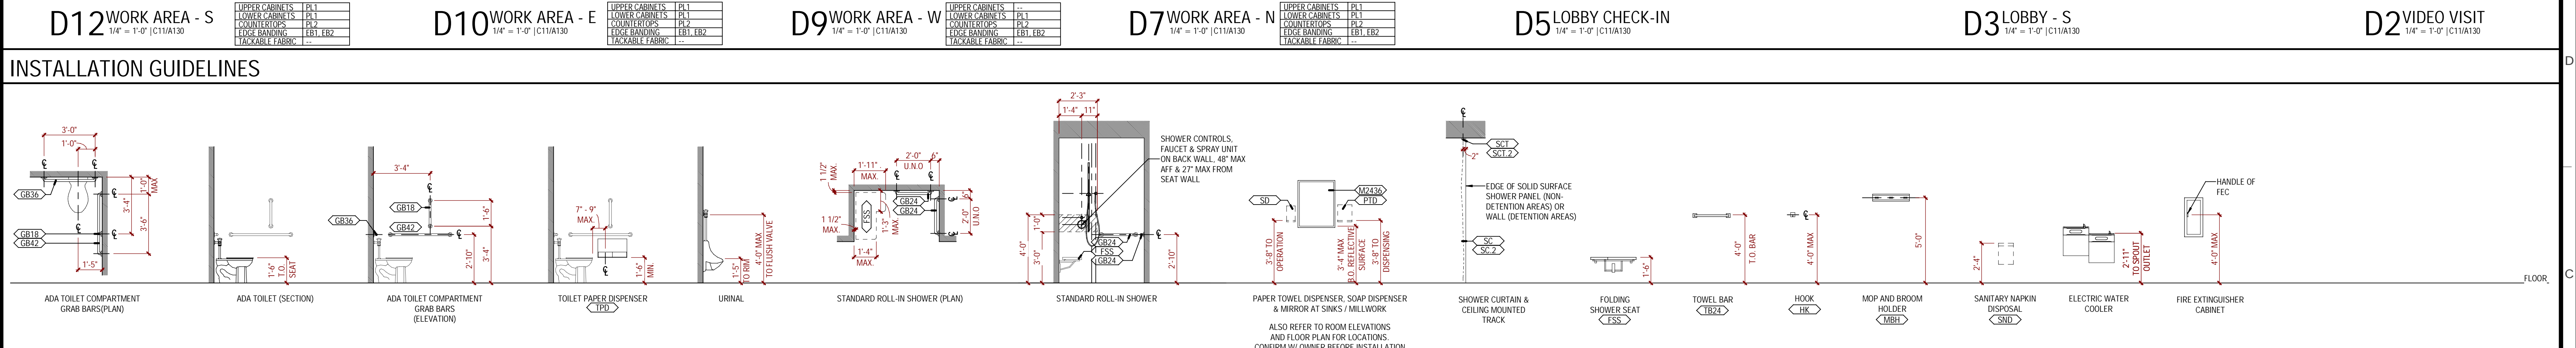 D12 WORK AREA - S
1/4" = 1'-0" | C11/A130
UPPER CABINETS PL1
LOWER CABINETS PL1
COUNTERTOPS PL2
EDGE BANDING EB1, EB2
TACKABLE FABRIC --
D10 WORK AREA - E
1/4" = 1'-0" | C11/A130
UPPER CABINETS PL1
LOWER CABINETS PL1
COUNTERTOPS PL2
EDGE BANDING EB1, EB2
TACKABLE FABRIC --
D9 WORK AREA - W
1/4" = 1'-0" | C11/A130
UPPER CABINETS --
LOWER CABINETS PL1
COUNTERTOPS PL2
EDGE BANDING EB1, EB2
TACKABLE FABRIC --
D7 WORK AREA - N
1/4" = 1'-0" | C11/A130
UPPER CABINETS PL1
LOWER CABINETS PL1
COUNTERTOPS PL2
EDGE BANDING EB1, EB2
TACKABLE FABRIC --
D5 LOBBY CHECK-IN
1/4" = 1'-0" | C11/A130
D3 LOBBY - S
1/4" = 1'-0" | C11/A130
D2 VIDEO VISIT
1/4" = 1'-0" | C11/A130
D
INSTALLATION GUIDELINES
3'-0"
1'-0"
GB36
GB18
GB42
1'-5"
3'-4"
1'-0"
MAX
3'-6"
ADA TOILET COMPARTMENT
GRAB BARS(PLAN)
1'-6"
T.O.
SEAT
ADA TOILET (SECTION)
3'-4"
GB18
GB36
GB42
1'-6"
2'-10"
3'-4"
ADA TOILET COMPARTMENT
GRAB BARS
(ELEVATION)
7" - 9"
MAX.
1'-6"
MIN.
TOILET PAPER DISPENSER
TPD
1'-5"
TO RIM
4'-0" MAX.
TO FLUSH VALVE
URINAL
1 1/2"
MAX.
1'-11"
MAX.
2'-0"
U.N.O
6"
FSS
GB24
GB24
1'-3"
MAX.
1 1/2"
MAX.
1'-4"
MAX.
6"
2'-0"
U.N.O
STANDARD ROLL-IN SHOWER (PLAN)
2'-3"
1'-4"
11"
SHOWER CONTROLS,
FAUCET & SPRAY UNIT
ON BACK WALL, 48" MAX
AFF & 27" MAX FROM
SEAT WALL
4'-0"
1'-0"
3'-0"
GB24
FSS
GB24
2'-10"
STANDARD ROLL-IN SHOWER
SD
M2436
PTD
3'-8" TO
OPERATION
3'-4" MAX
B.O. REFLECTIVE
SURFACE
3'-8" TO
DISPENSING
PAPER TOWEL DISPENSER, SOAP DISPENSER
& MIRROR AT SINKS / MILLWORK
ALSO REFER TO ROOM ELEVATIONS
AND FLOOR PLAN FOR LOCATIONS.
CONFIRM W/ OWNER BEFORE INSTALLATION
SCT
SCT.2
2"
EDGE OF SOLID SURFACE
SHOWER PANEL (NON-
DETENTION AREAS) OR
WALL (DETENTION AREAS)
SC
SC.2
SHOWER CURTAIN &
CEILING MOUNTED
TRACK
1'-6"
FOLDING
SHOWER SEAT
FSS
4'-0"
T.O. BAR
TOWEL BAR
TB24
4'-0" MAX
HOOK
HK
5'-0"
MOP AND BROOM
HOLDER
MBH
2'-4"
SANITARY NAPKIN
DISPOSAL
SND
2'-11"
TO SPOUT
OUTLET
ELECTRIC WATER
COOLER
HANDLE OF
FEC
4'-0" MAX
FIRE EXTINGUISHER
CABINET
FLOOR
C